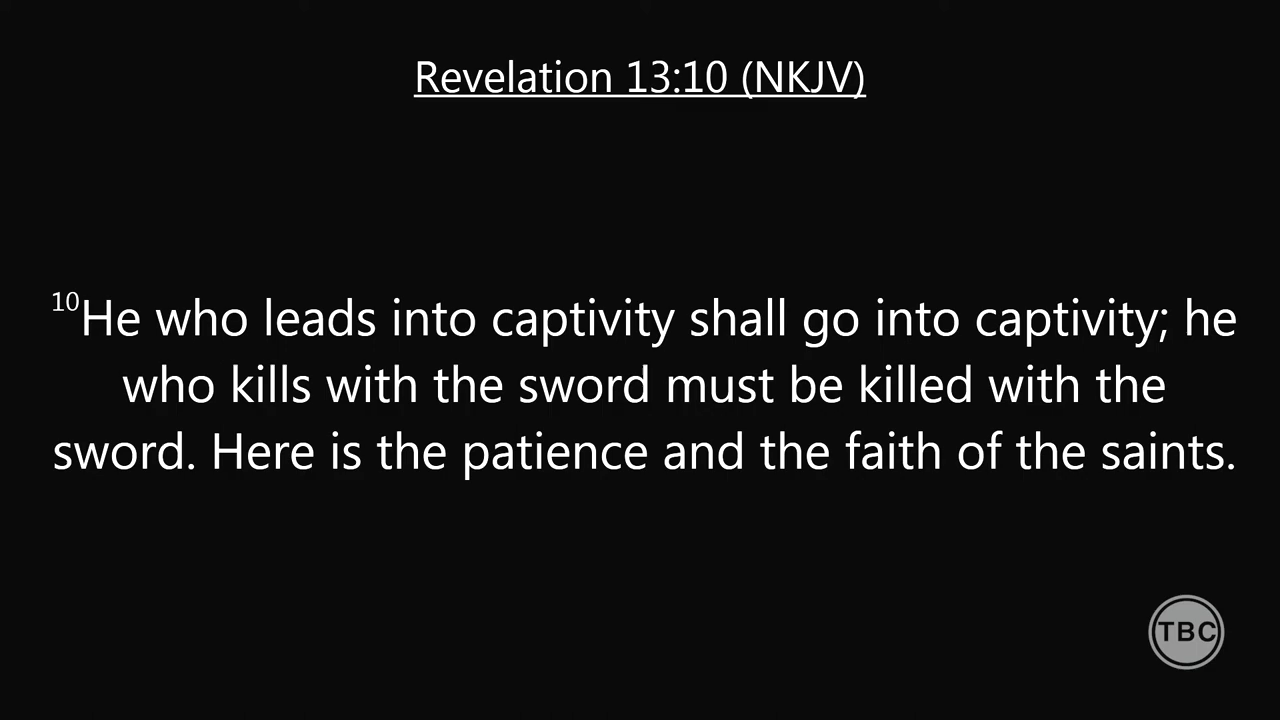 Revelation 13:10 (NKJV)
10He who leads into captivity shall go into captivity; he
who kills with the sword must be killed with the
sword. Here is the patience and the faith of the saints.
TBC